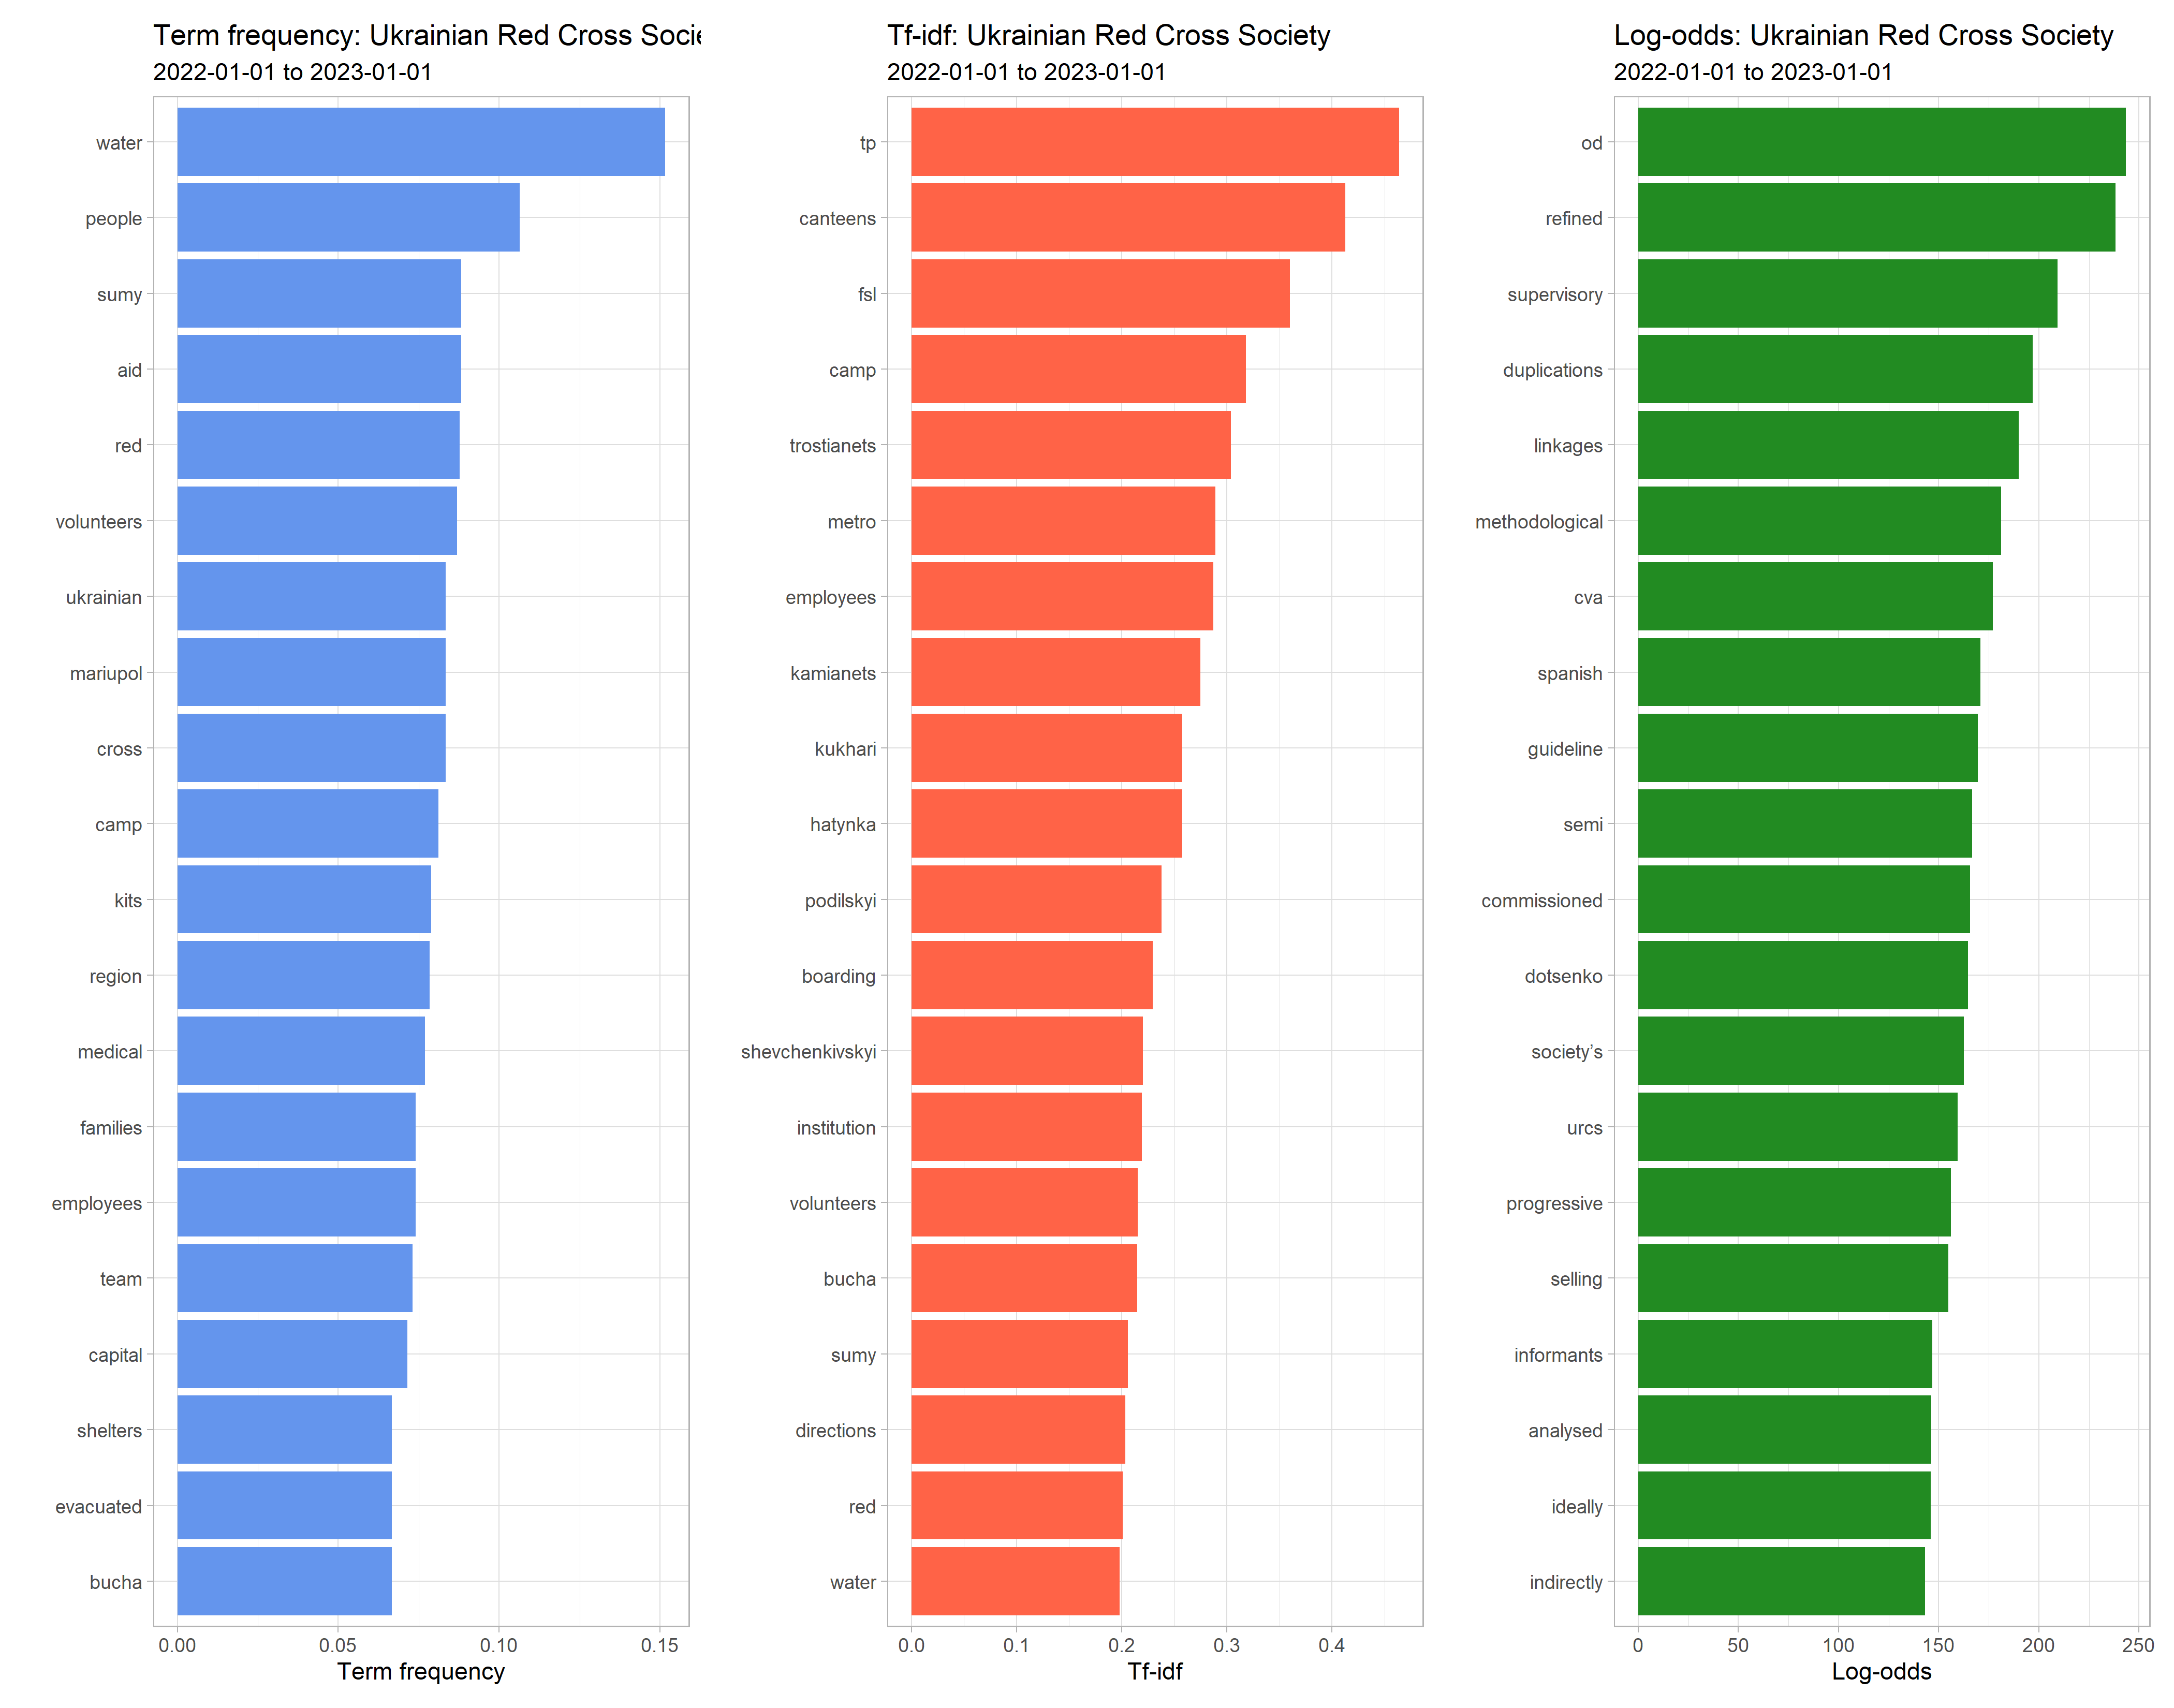 Term frequency: Ukrainian Red Cross Socie
2022-01-01 to 2023-01-01
water
people
sumy
aid
red
volunteers
ukrainian
mariupol
cross
camp
kits
region
medical
families
employees
team
capital
shelters
evacuated
bucha
0.00 0.05 0.10 0.15
Term frequency
Tf-idf: Ukrainian Red Cross Society
2022-01-01 to 2023-01-01
tp
canteens
fsl
camp
trostianets
metro
employees
kamianets
kukhari
hatynka
podilskyi
boarding
shevchenkivskyi
institution
volunteers
bucha
sumy
directions
red
water
0.0 0.1 0.2 0.3 0.4
Tf-idf
Log-odds: Ukrainian Red Cross Society
2022-01-01 to 2023-01-01
od
refined
supervisory
duplications
linkages
methodological
cva
spanish
guideline
semi
commissioned
dotsenko
society’s
urcs
progressive
selling
informants
analysed
ideally
indirectly
0 50 100 150 200 250
Log-odds